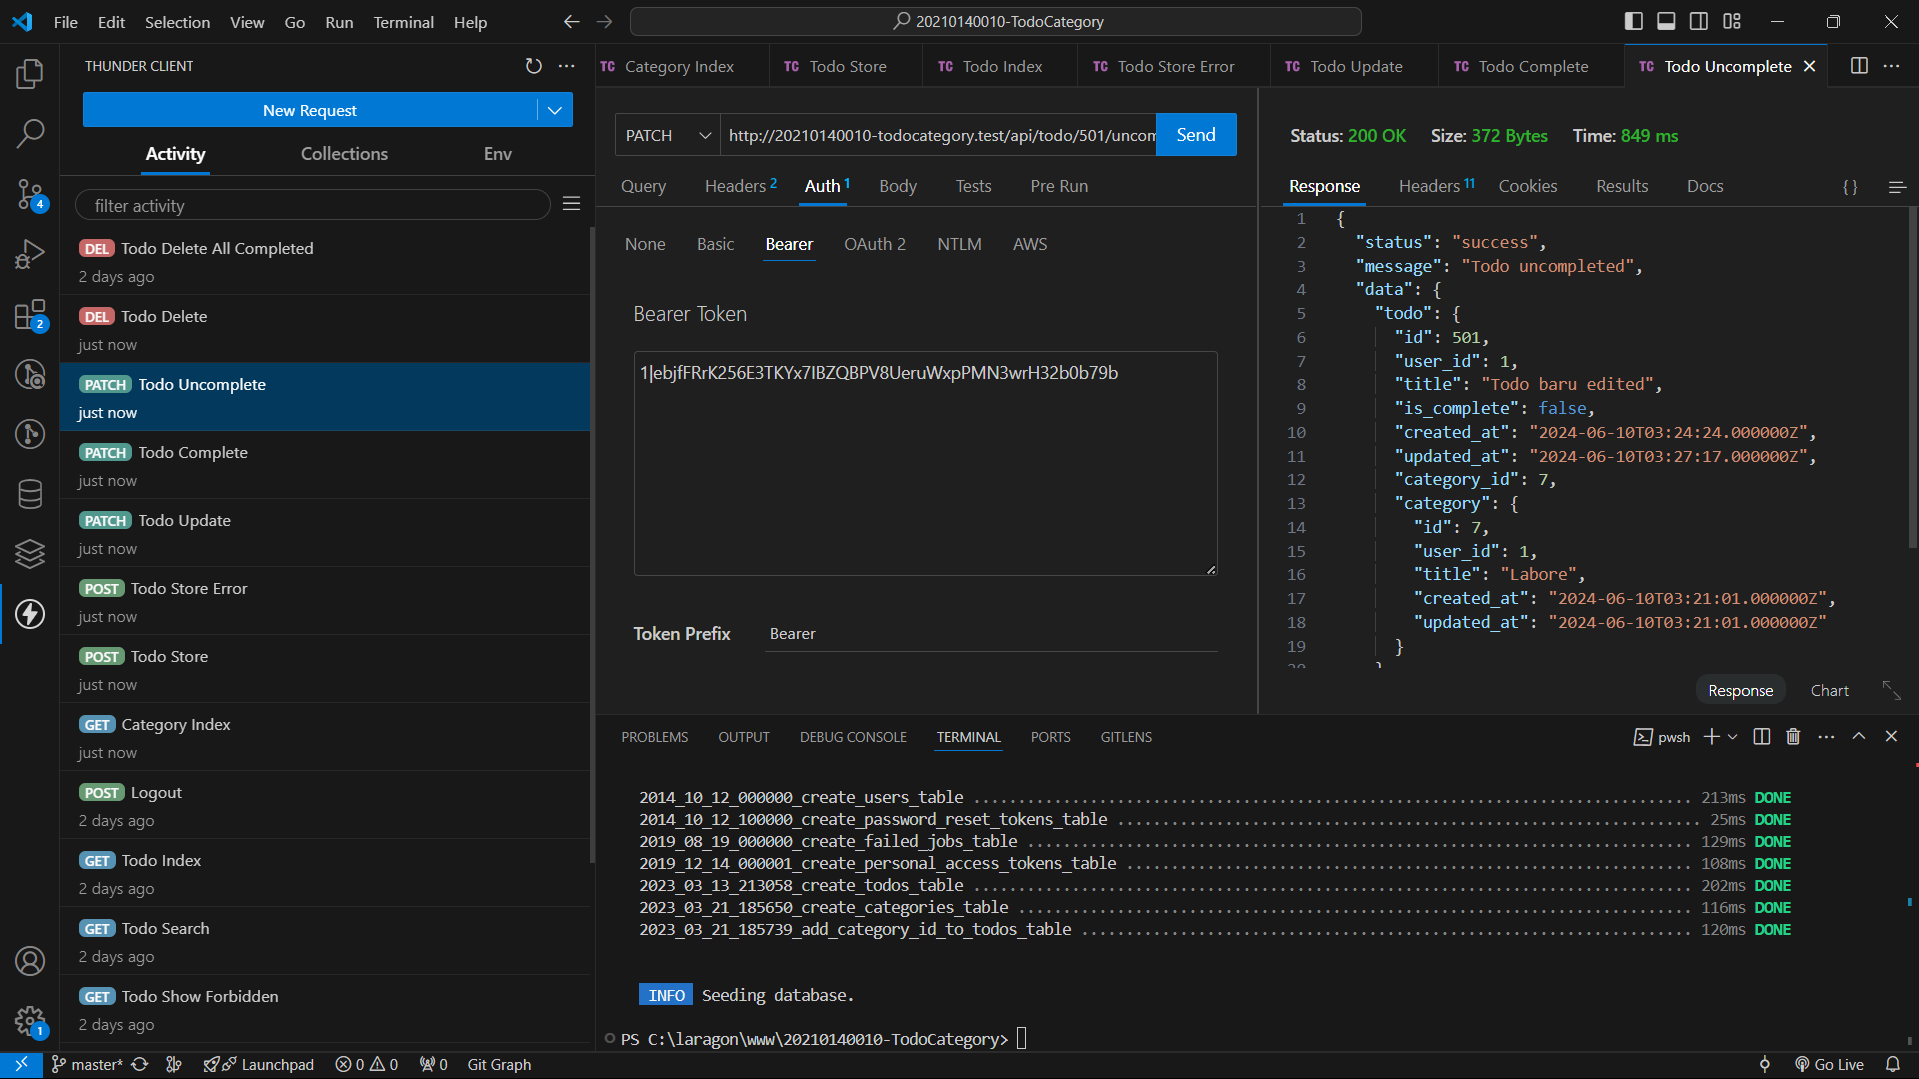 File Edit Selection View Go Run Terminal Help
20210140010-TodoCategory
THUNDER CLIENT
New Request
Activity Collections Env
filter activity
DEL Todo Delete All Completed
2 days ago
DEL Todo Delete
just now
PATCH Todo Uncomplete
just now
PATCH Todo Complete
just now
PATCH Todo Update
just now
POST Todo Store Error
just now
POST Todo Store
just now
GET Category Index
just now
POST Logout
2 days ago
GET Todo Index
2 days ago
GET Todo Search
2 days ago
GET Todo Show Forbidden
2 days ago
4
2
1
TC Category Index TC Todo Store TC Todo Index TC Todo Store Error TC Todo Update TC Todo Complete TC Todo Uncomplete
PATCH http://20210140010-todocategory.test/api/todo/501/uncom Send
Query Headers 2 Auth 1 Body Tests Pre Run
None Basic Bearer OAuth 2 NTLM AWS
Bearer Token
1|ebjfFRrK256E3TKYx7IBZQBPV8UeruWxpPMN3wrH32b0b79b
Token Prefix Bearer
Status: 200 OK Size: 372 Bytes Time: 849 ms
Response Headers 11 Cookies Results Docs {}
1 {
2 "status": "success",
3 "message": "Todo uncompleted",
4 "data": {
5 "todo": {
6 "id": 501,
7 "user_id": 1,
8 "title": "Todo baru edited",
9 "is_complete": false,
10 "created_at": "2024-06-10T03:24:24.000000Z",
11 "updated_at": "2024-06-10T03:27:17.000000Z",
12 "category_id": 7,
13 "category": {
14 "id": 7,
15 "user_id": 1,
16 "title": "Labore",
17 "created_at": "2024-06-10T03:21:01.000000Z",
18 "updated_at": "2024-06-10T03:21:01.000000Z"
19 }
20 }
Response Chart
PROBLEMS OUTPUT DEBUG CONSOLE TERMINAL PORTS GITLENS
pwsh
2014_10_12_000000_create_users_table 213ms DONE
2014_10_12_100000_create_password_reset_tokens_table 25ms DONE
2019_08_19_000000_create_failed_jobs_table 129ms DONE
2019_12_14_000001_create_personal_access_tokens_table 108ms DONE
2023_03_13_213058_create_todos_table 202ms DONE
2023_03_21_185650_create_categories_table 116ms DONE
2023_03_21_185739_add_category_id_to_todos_table 120ms DONE
INFO Seeding database.
PS C:\laragon\www\20210140010-TodoCategory>
master* Launchpad 0 0 0 Git Graph Go Live